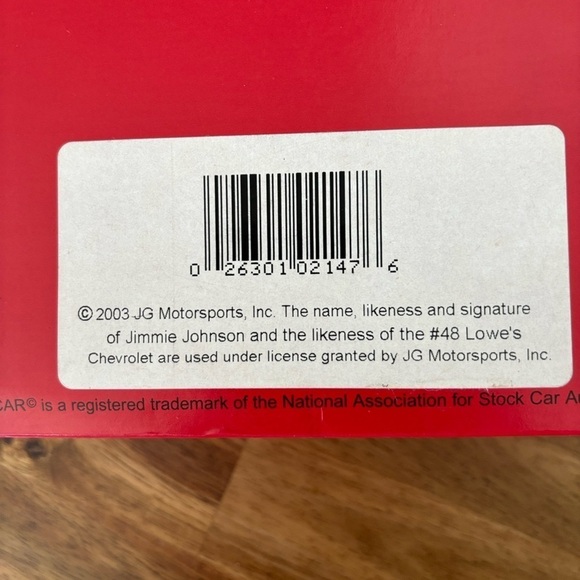 0 26301 02147 6
© 2003 JG Motorsports, Inc. The name, likeness and signature
of Jimmie Johnson and the likeness of the #48 Lowe's
Chevrolet are used under license granted by JG Motorsports, Inc.
CAR© is a registered trademark of the National Association for Stock Car